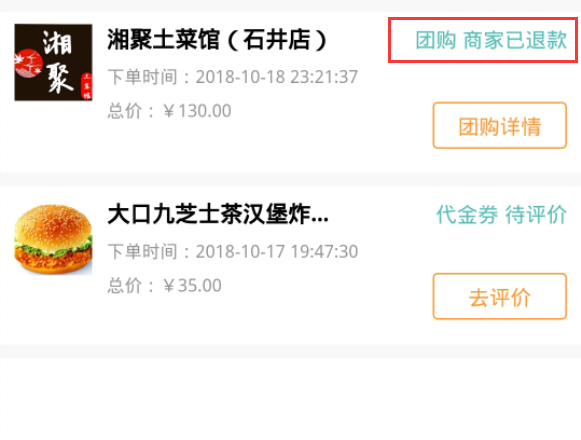 湘聚
湘聚土菜馆（石井店）
团购 商家已退款
下单时间：2018-10-18 23:21:37
总价：￥130.00
团购详情
大口九芝士茶汉堡炸...
代金券 待评价
下单时间：2018-10-17 19:47:30
总价：￥35.00
去评价